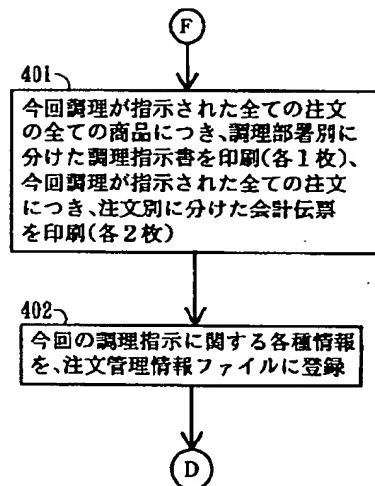 F
401
今回調理が指示された全ての注文
の全ての商品につき、調理部署別に
分けた調理指示書を印刷(各1枚)、
今回調理が指示された全ての注文
につき、注文別に分けた会計伝票
を印刷(各2枚)
402
今回の調理指示に関する各種情報
を、注文管理情報ファイルに登録
D